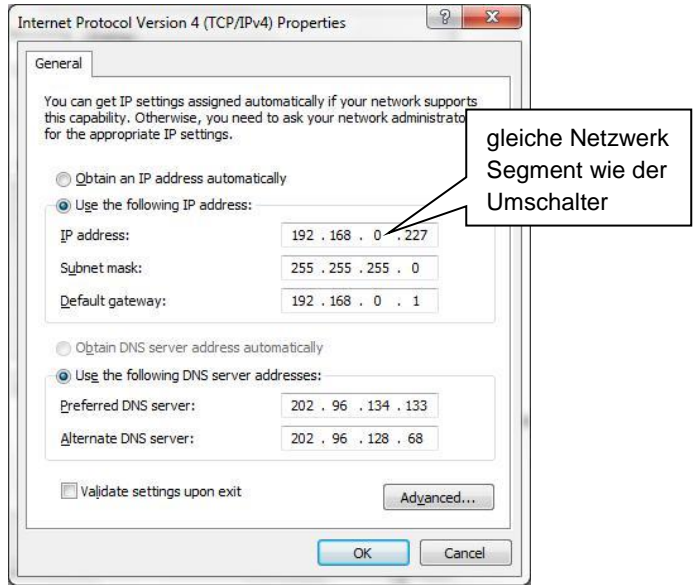 Internet Protocol Version 4 (TCP/IPv4) Properties
?
X
General
You can get IP settings assigned automatically if your network supports
this capability. Otherwise, you need to ask your network administrato
for the appropriate IP settings.
gleiche Netzwerk
Segment wie der
Umschalter
Obtain an IP address automatically
Use the following IP address:
IP address: 192 . 168 . 0 . 227
Subnet mask: 255 . 255 . 255 . 0
Default gateway: 192 . 168 . 0 . 1
Obtain DNS server address automatically
Use the following DNS server addresses:
Preferred DNS server: 202 . 96 . 134 . 133
Alternate DNS server: 202 . 96 . 128 . 68
Validate settings upon exit
Advanced...
OK
Cancel